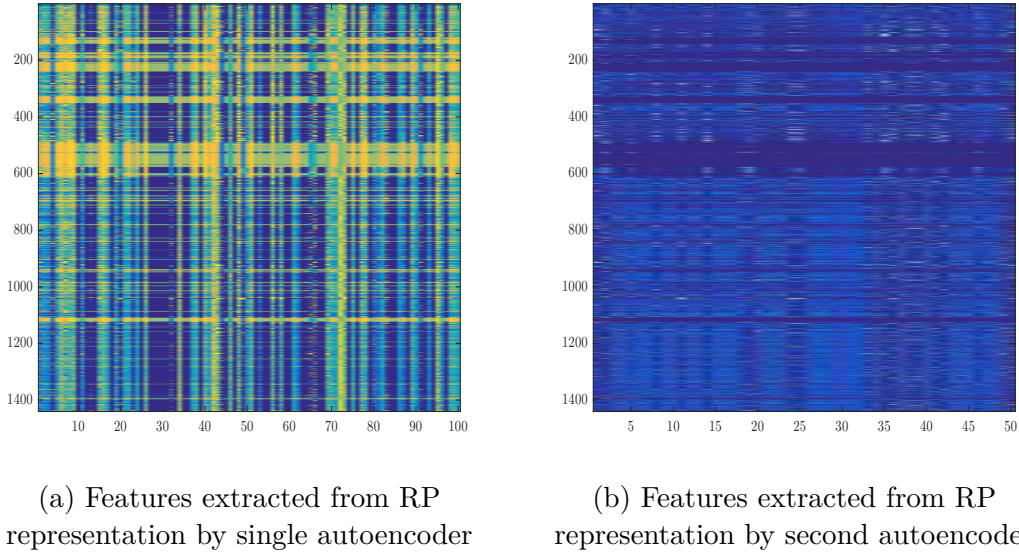 200
400
600
800
1000
1200
1400
10 20 30 40 50 60 70 80 90 100
200
400
600
800
1000
1200
1400
5 10 15 20 25 30 35 40 45 50
(a) Features extracted from RP
representation by single autoencoder
(b) Features extracted from RP
representation by second autoencode